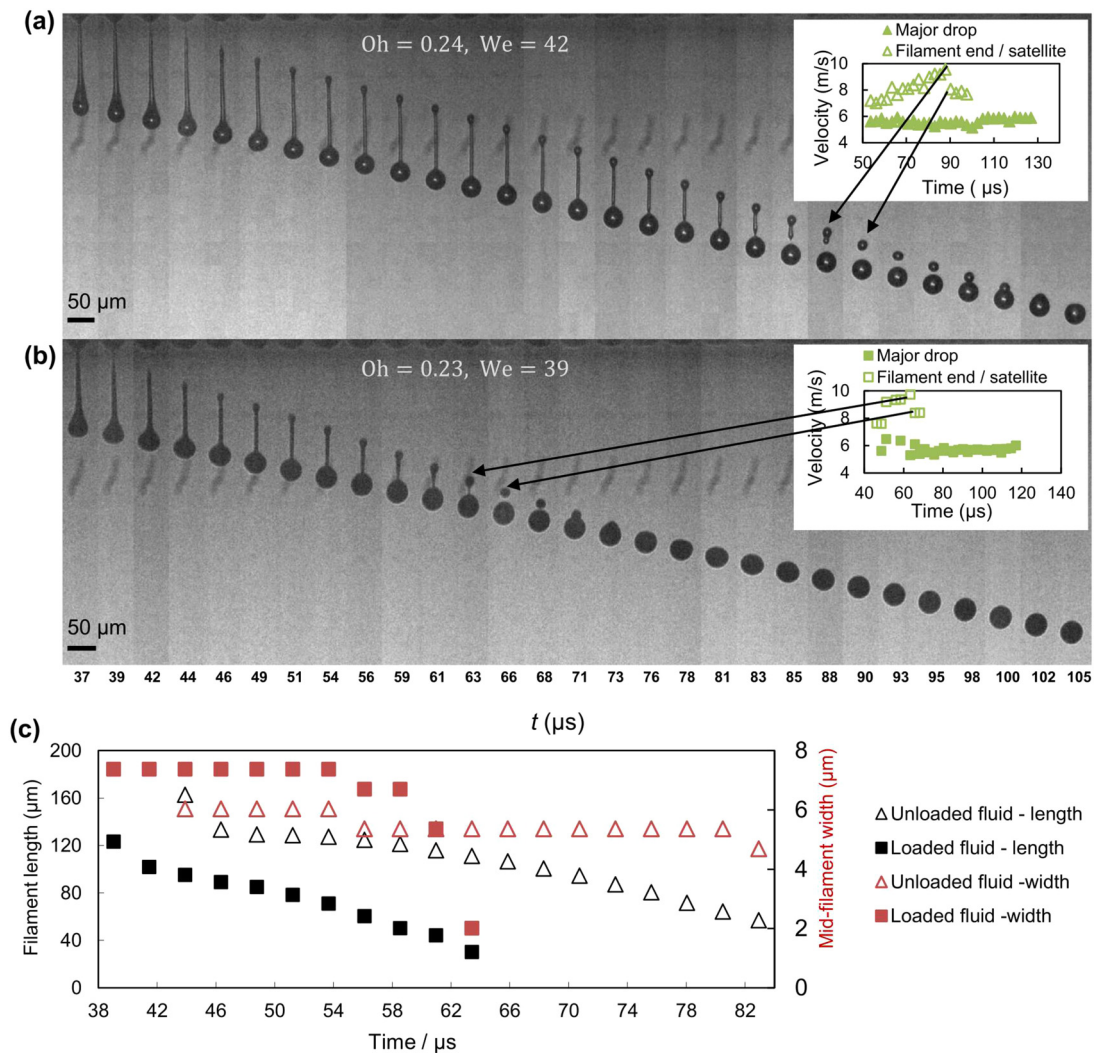 (a)
Oh = 0.24, We = 42
Major drop
Filament end / satellite
Velocity (m/s)
10
8
6
4
50 70 90 110 130
Time ( µs)
50 µm
(b)
Oh = 0.23, We = 39
Major drop
Filament end / satellite
Velocity (m/s)
10
8
6
4
40 60 80 100 120 140
Time (µs)
50 µm
37 39 42 44 46 49 51 54 56 59 61 63 66 68 71 73 76 78 81 83 85 88 90 93 95 98 100 102 105
t (µs)
(c)
Filament length (µm)
200
160
120
80
40
0
38 42 46 50 54 58 62 66 70 74 78 82
Time / µs
8
6
4
2
0
Mid-filament width (µm)
Unloaded fluid - length
Loaded fluid - length
Unloaded fluid -width
Loaded fluid -width